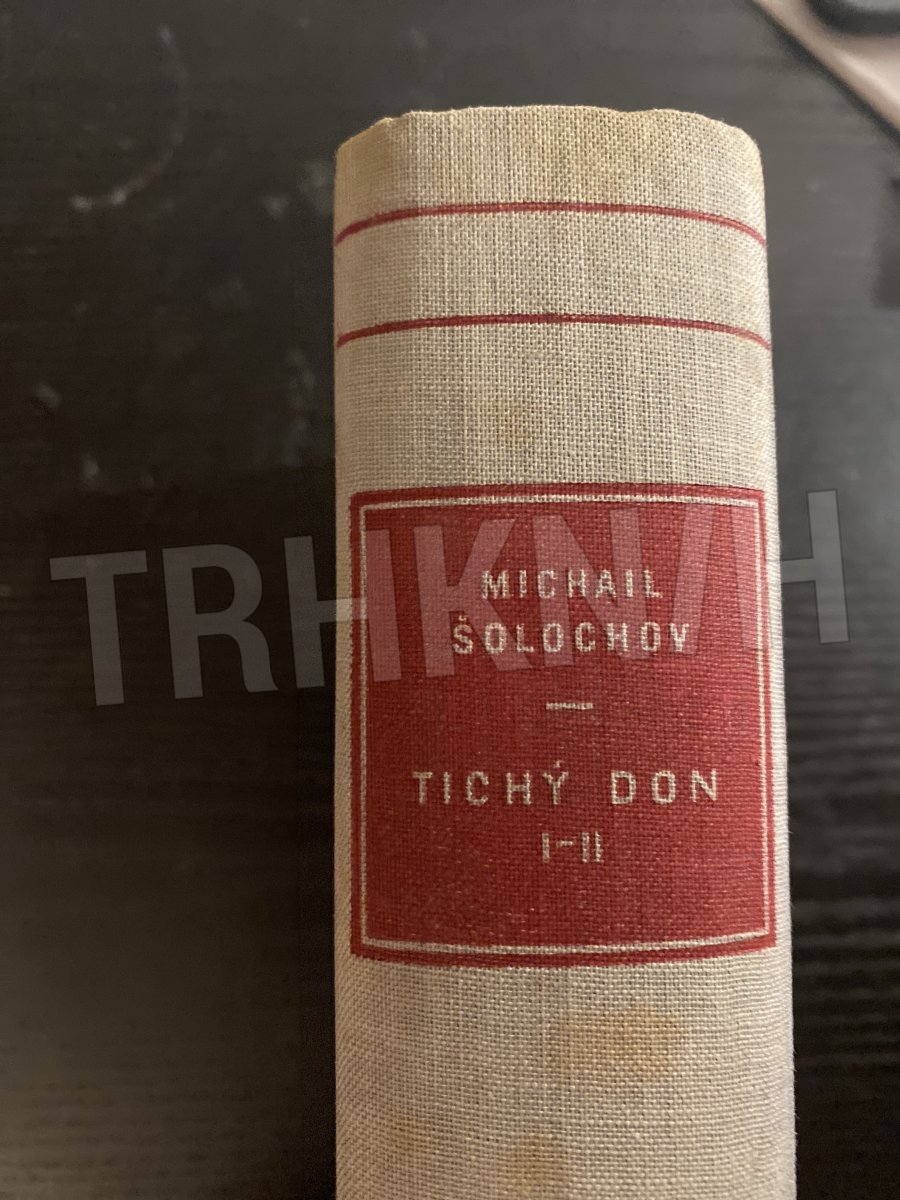 MICHAIL
ŠOLOCHOV
TICHÝ DON
I-II
TRHKNIH